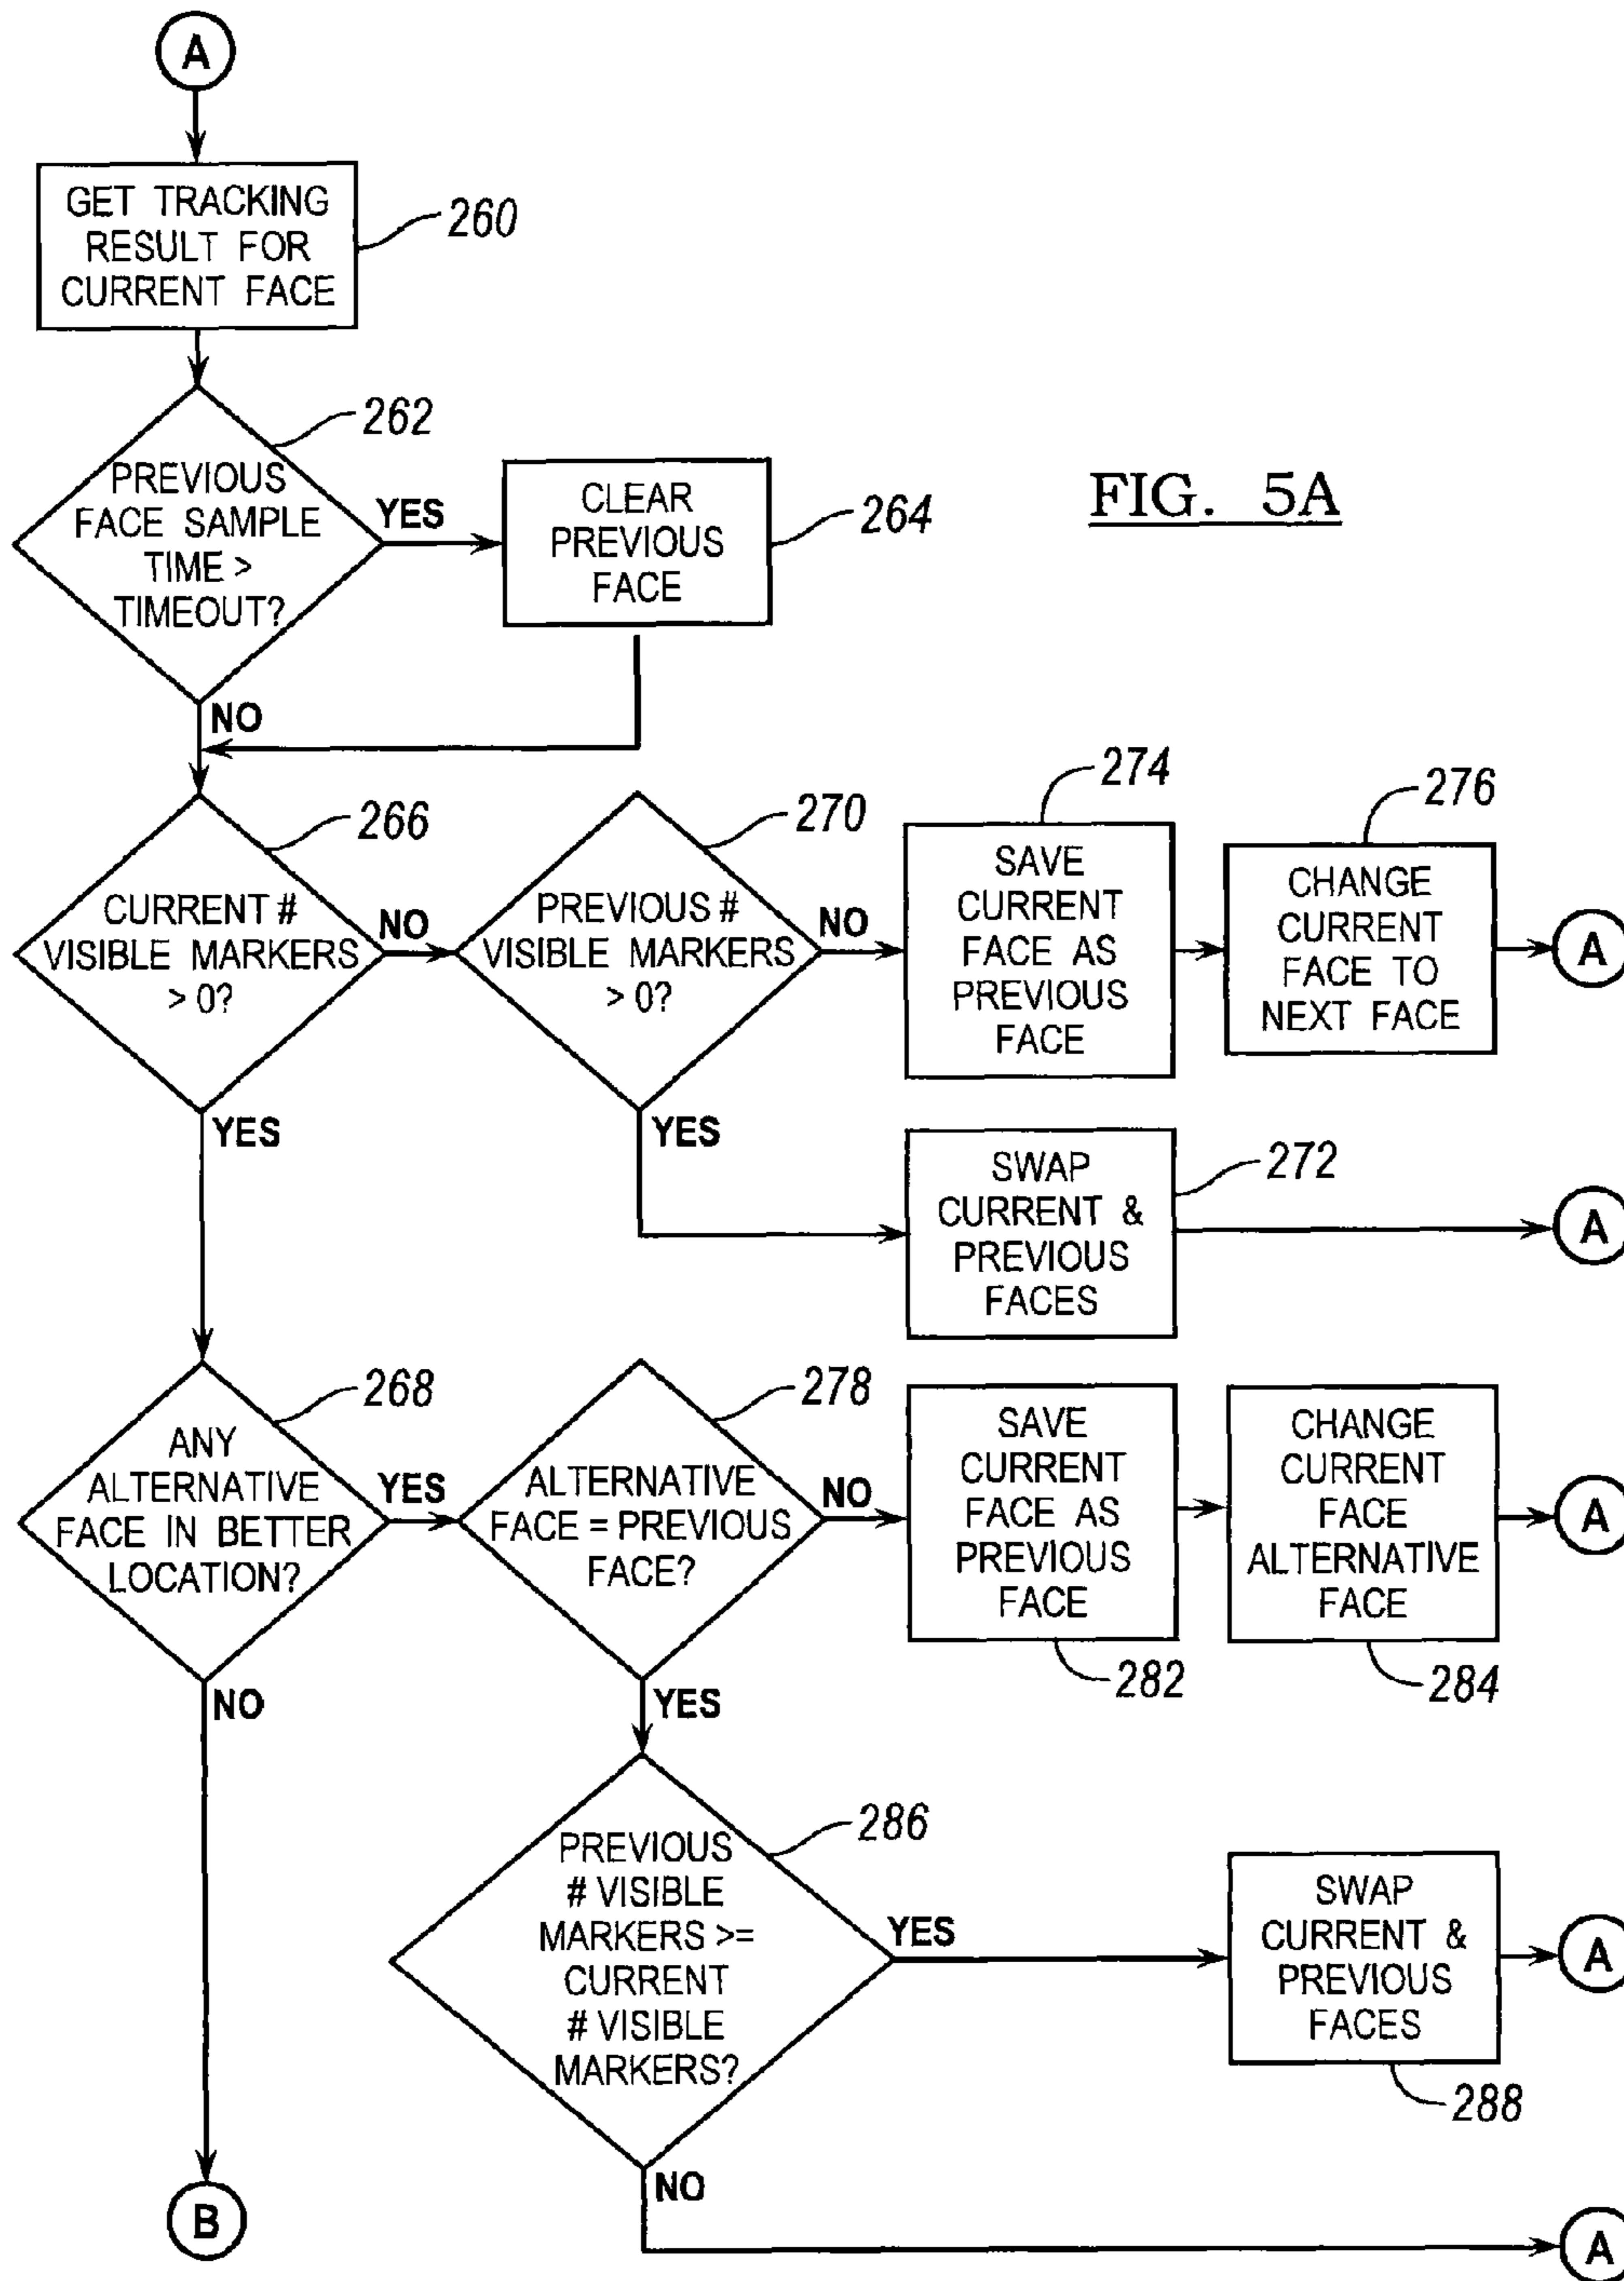 A
GET TRACKING
RESULT FOR
CURRENT FACE
260
262
PREVIOUS
FACE SAMPLE
TIME >
TIMEOUT?
YES
CLEAR
PREVIOUS
FACE
264
FIG. 5A
NO
266
CURRENT #
VISIBLE MARKERS
> 0?
NO
270
PREVIOUS #
VISIBLE MARKERS
> 0?
NO
274
SAVE
CURRENT
FACE AS
PREVIOUS
FACE
276
CHANGE
CURRENT
FACE TO
NEXT FACE
A
YES
YES
SWAP
CURRENT &
PREVIOUS
FACES
272
A
268
ANY
ALTERNATIVE
FACE IN BETTER
LOCATION?
YES
278
ALTERNATIVE
FACE = PREVIOUS
FACE?
NO
SAVE
CURRENT
FACE AS
PREVIOUS
FACE
282
CHANGE
CURRENT
FACE
ALTERNATIVE
FACE
284
A
NO
YES
286
PREVIOUS
# VISIBLE
MARKERS >=
CURRENT
# VISIBLE
MARKERS?
YES
SWAP
CURRENT &
PREVIOUS
FACES
288
A
NO
B
A